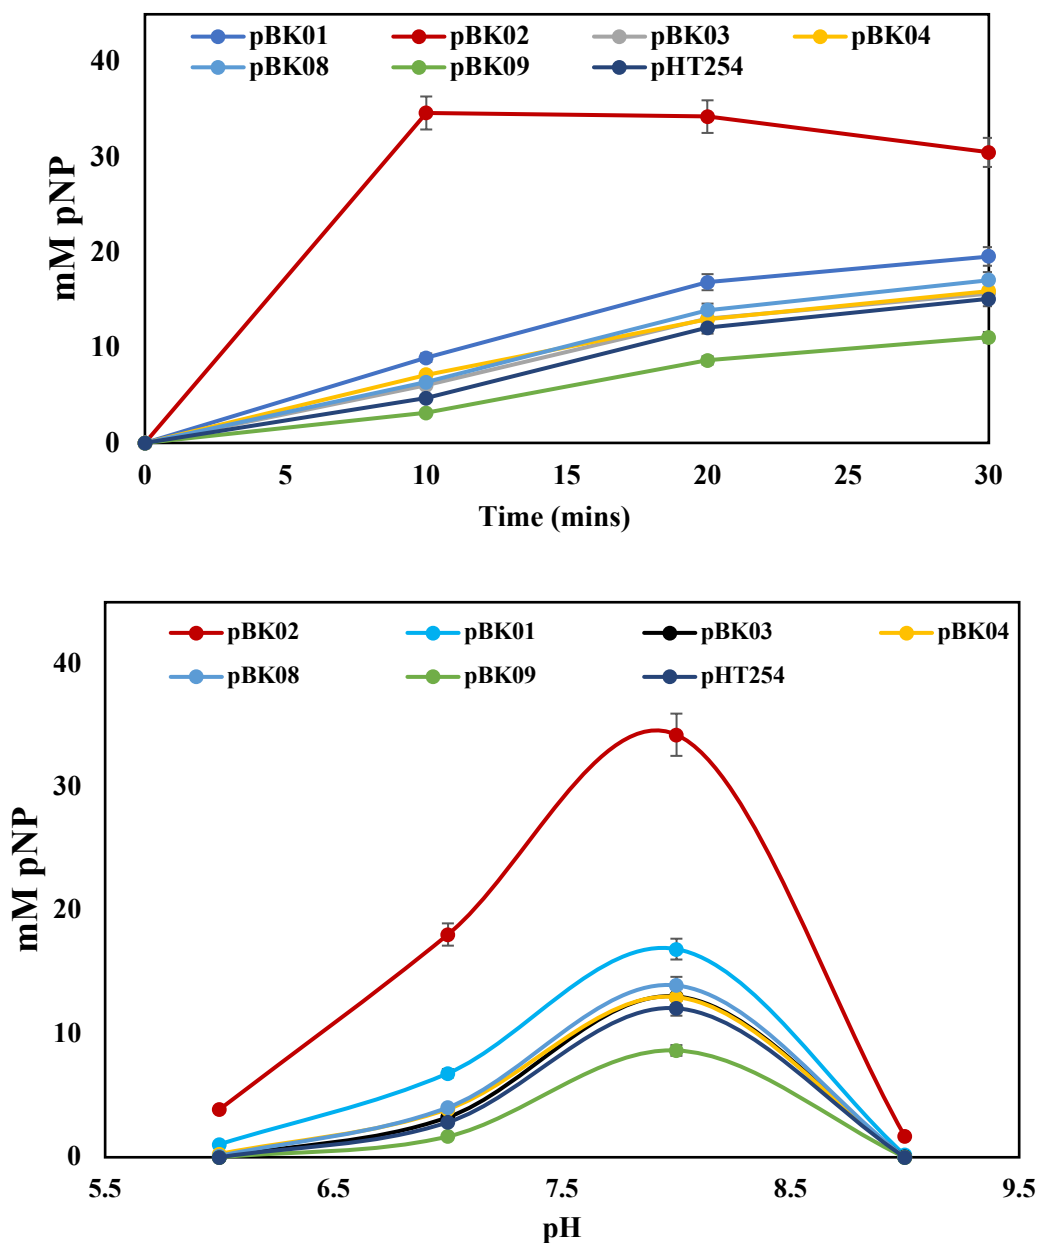 pBK01 pBK02 pBK03 pBK04
pBK08 pBK09 pHT254
40
30
20
10
0
mM pNP
0 5 10 15 20 25 30
Time (mins)
pBK02 pBK01 pBK03 pBK04
pBK08 pBK09 pHT254
40
30
20
10
0
mM pNP
5.5 6.5 7.5 8.5 9.5
pH